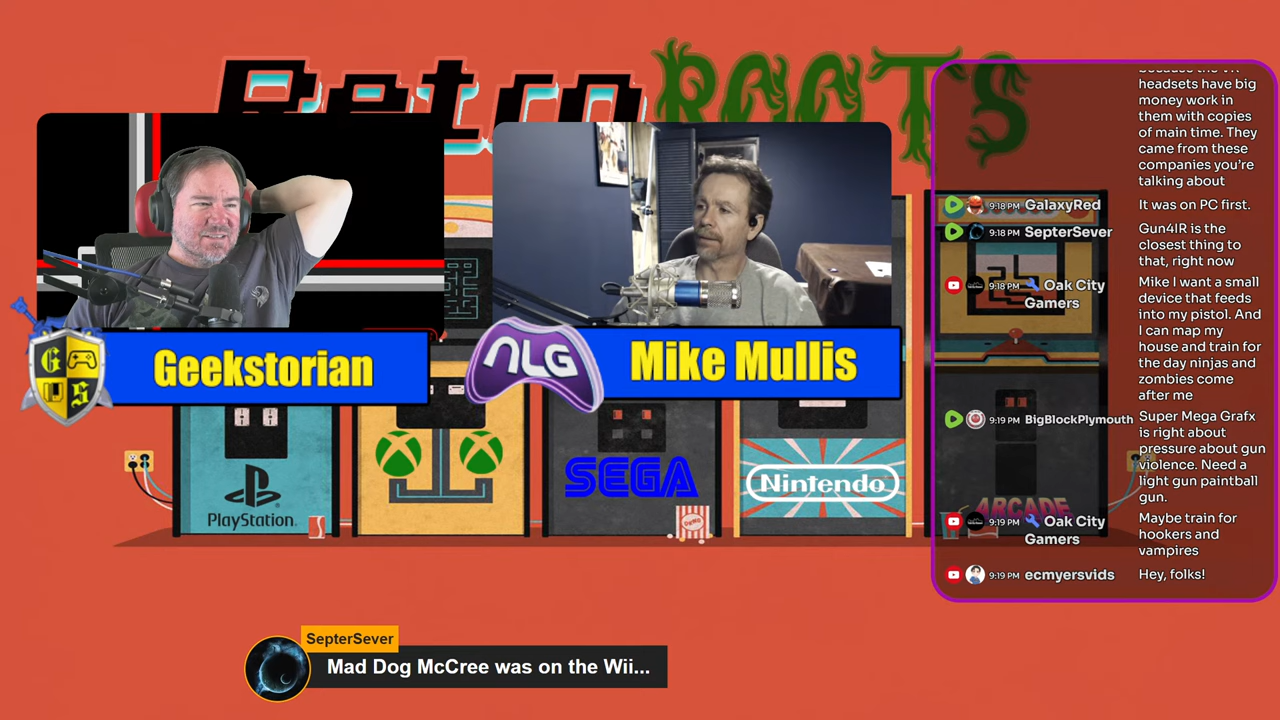 Retro ROOTS
Geekstorian
NLG
Mike Mullis
G
U S
PlayStation
SEGA
Nintendo
DEMO
ARCADE
headsets have big
money work in
them with copies
of main time. They
came from these
companies you're
talking about
9:18 PM GalaxyRed
It was on PC first.
9:18 PM SepterSever
Gun4IR is the
closest thing to
that, right now
9:18 PM Oak City
Gamers
Mike I want a small
device that feeds
into my pistol. And
I can map my
house and train for
the day ninjas and
zombies come
after me
9:19 PM BigBlockPlymouth
Super Mega Grafx
is right about
pressure about gun
violence. Need a
light gun paintball
gun.
9:19 PM Oak City
Gamers
Maybe train for
hookers and
vampires
9:19 PM ecmyersvids
Hey, folks!
SepterSever
Mad Dog McCree was on the Wii...